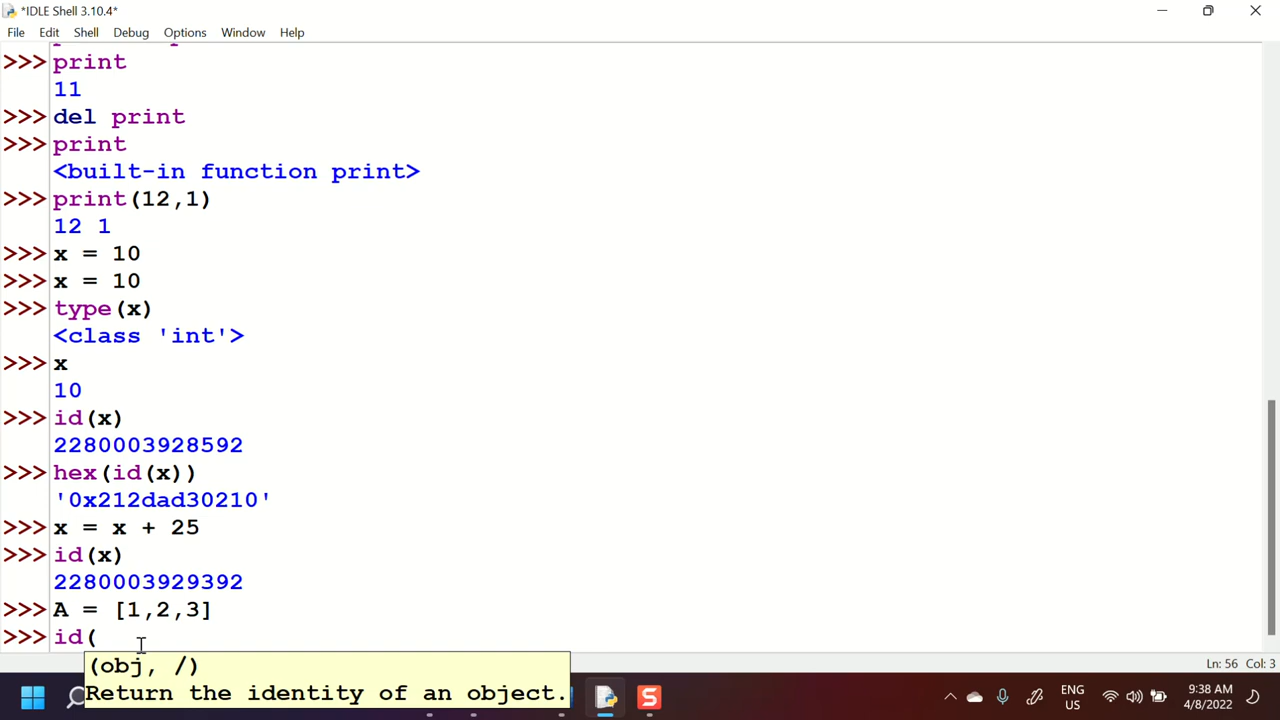 *IDLE Shell 3.10.4*
File Edit Shell Debug Options Window Help
>>> print
11
>>> del print
>>> print
<built-in function print>
>>> print(12,1)
12 1
>>> x = 10
>>> x = 10
>>> type(x)
<class 'int'>
>>> x
10
>>> id(x)
2280003928592
>>> hex(id(x))
'0x212dad30210'
>>> x = x + 25
>>> id(x)
2280003929392
>>> A = [1,2,3]
>>> id(
(obj, /)
Return the identity of an object.
Ln: 56 Col: 3
S
ENG
US
9:38 AM
4/8/2022